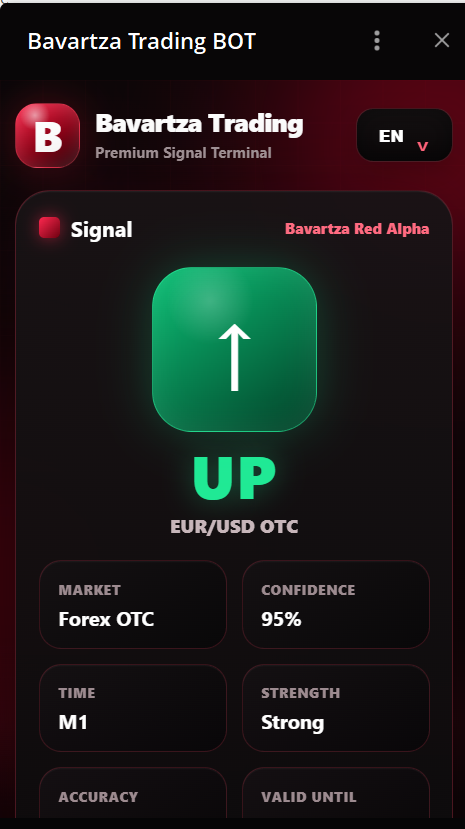 Bavartza Trading BOT
B
Bavartza Trading
Premium Signal Terminal
EN
Signal
Bavartza Red Alpha
UP
EUR/USD OTC
MARKET
Forex OTC
CONFIDENCE
95%
TIME
M1
STRENGTH
Strong
ACCURACY
VALID UNTIL